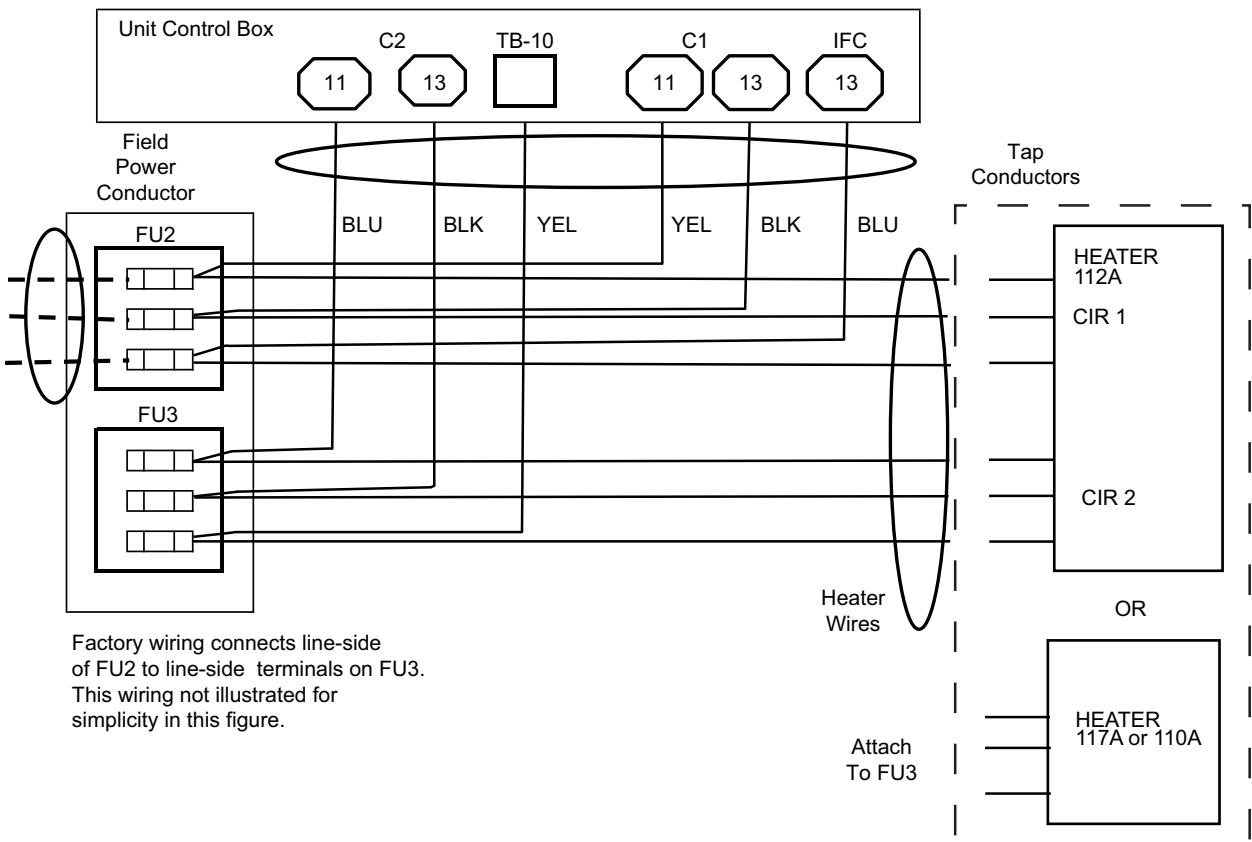 Unit Control Box
C2
TB-10
C1
IFC
11
13
11
13
13
Field
Power
Conductor
Tap
Conductors
BLU
BLK
YEL
YEL
BLK
BLU
FU2
HEATER
112A
CIR 1
FU3
CIR 2
Heater
Wires
OR
Factory wiring connects line-side
of FU2 to line-side terminals on FU3.
This wiring not illustrated for
simplicity in this figure.
HEATER
117A or 110A
Attach
To FU3